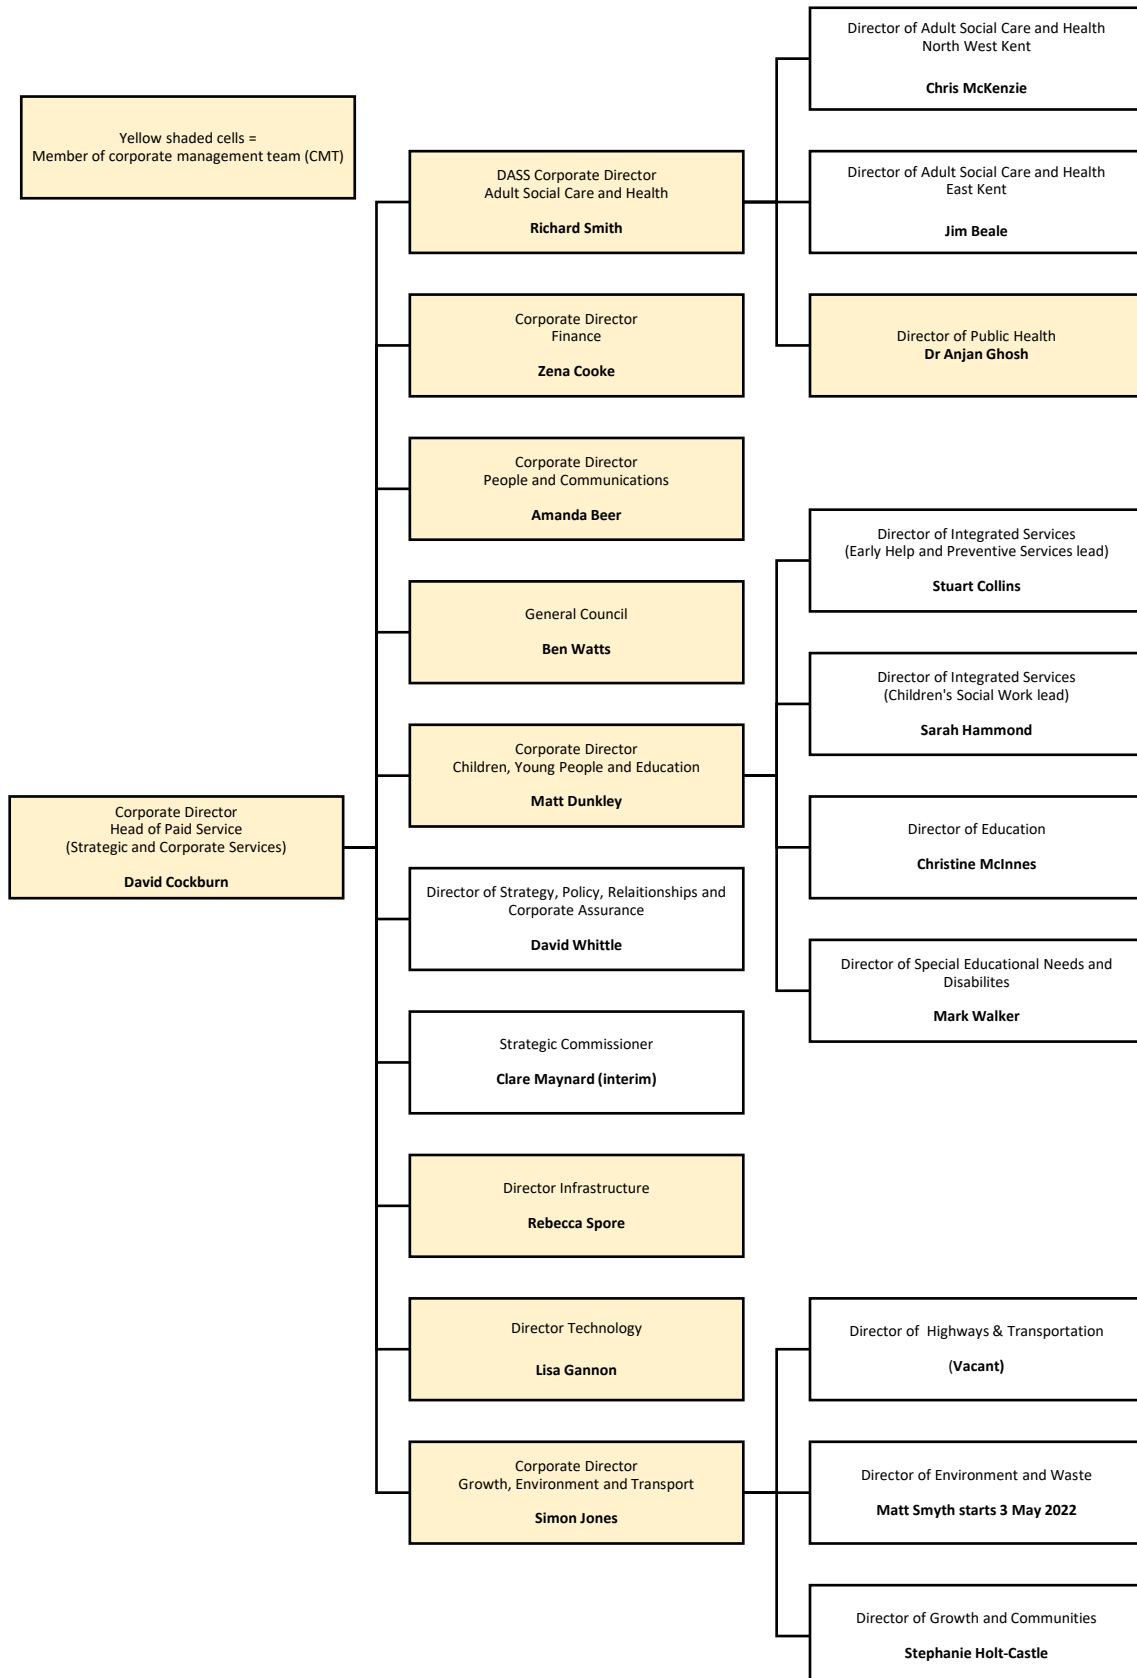 Yellow shaded cells =
Member of corporate management team (CMT)
Corporate Director
Head of Paid Service
(Strategic and Corporate Services)
David Cockburn
DASS Corporate Director
Adult Social Care and Health
Richard Smith
Director of Adult Social Care and Health
North West Kent
Chris McKenzie
Director of Adult Social Care and Health
East Kent
Jim Beale
Director of Public Health
Dr Anjan Ghosh
Corporate Director
Finance
Zena Cooke
Corporate Director
People and Communications
Amanda Beer
General Council
Ben Watts
Corporate Director
Children, Young People and Education
Matt Dunkley
Director of Integrated Services
(Early Help and Preventive Services lead)
Stuart Collins
Director of Integrated Services
(Children's Social Work lead)
Sarah Hammond
Director of Education
Christine McInnes
Director of Special Educational Needs and
Disabilites
Mark Walker
Director of Strategy, Policy, Relaitionships and
Corporate Assurance
David Whittle
Strategic Commissioner
Clare Maynard (interim)
Director Infrastructure
Rebecca Spore
Director Technology
Lisa Gannon
Corporate Director
Growth, Environment and Transport
Simon Jones
Director of  Highways & Transportation
(Vacant)
Director of Environment and Waste
Matt Smyth starts 3 May 2022
Director of Growth and Communities
Stephanie Holt-Castle